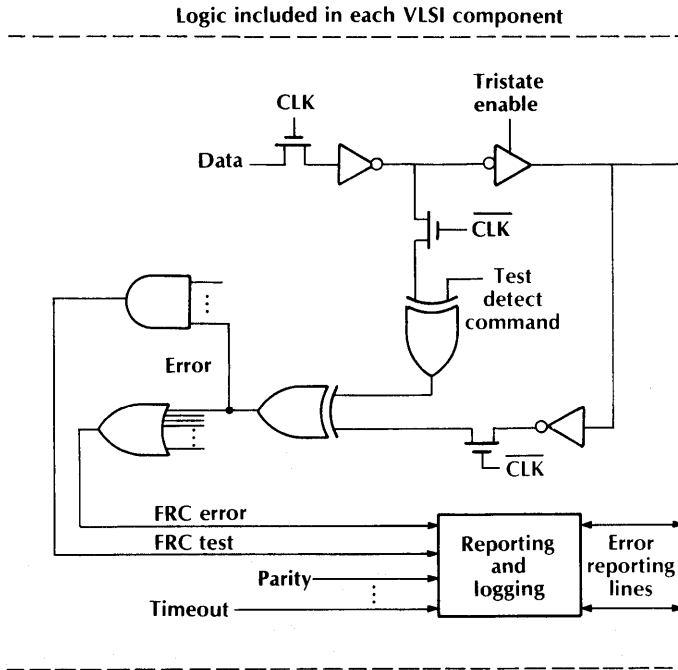 Logic included in each VLSI component
Tristate
enable
CLK
Data
CLK
Test
detect
command
Error
CLK
FRC error
FRC test
Parity
Timeout
Reporting
and
logging
Error
reporting
lines